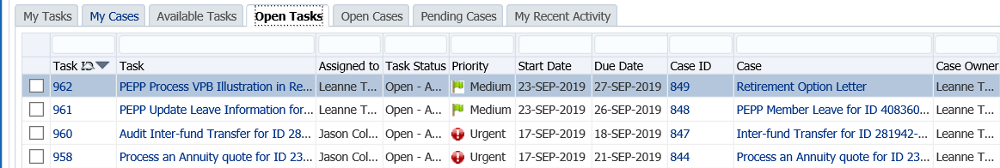 My Tasks My Cases Available Tasks Open Tasks Open Cases Pending Cases My Recent Activity
Task ID Task Assigned to Task Status Priority Start Date Due Date Case ID Case Case Owner
962 PEPP Process VPB Illustration in Re... Leanne T... Open - A... Medium 23-SEP-2019 27-SEP-2019 849 Retirement Option Letter Leanne T...
961 PEPP Update Leave Information for... Leanne T... Open - A... Medium 23-SEP-2019 26-SEP-2019 848 PEPP Member Leave for ID 408360... Leanne T...
960 Audit Inter-fund Transfer for ID 28... Jason Col... Open - A... Urgent 17-SEP-2019 18-SEP-2019 847 Inter-fund Transfer for ID 281942-... Leanne T...
958 Process an Annuity quote for ID 23... Jason Col... Open - A... Urgent 17-SEP-2019 21-SEP-2019 844 Process an Annuity quote for ID 23... Leanne T...